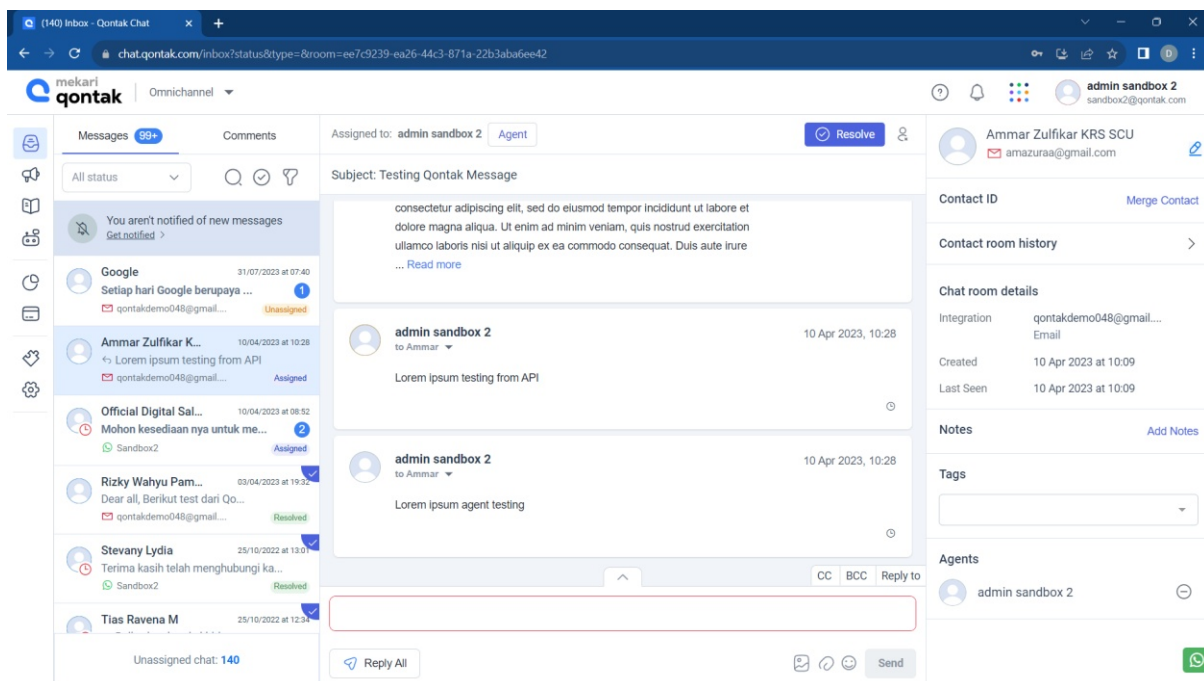 (140) Inbox - Qontak Chat
chat.qontak.com/inbox?status&type=&room=ee7c9239-ea26-44c3-871a-22b3aba6ee42
mekari
qontak
Omnichannel
admin sandbox 2
sandbox2@qontak.com
Messages 99+ Comments
All status
You aren't notified of new messages
Get notified >
Google 31/07/2023 at 07:40
Setiap hari Google berupaya ... 1
qontakdemo048@gmail.... Unassigned
Ammar Zulfikar K... 10/04/2023 at 10:28
Lorem ipsum testing from API
qontakdemo048@gmail.... Assigned
Official Digital Sal... 10/04/2023 at 08:52
Mohon kesediaan nya untuk me... 2
Sandbox2 Assigned
Rizky Wahyu Pam... 03/04/2023 at 19:32
Dear all, Berikut test dari Qo...
qontakdemo048@gmail.... Resolved
Stevany Lydia 25/10/2022 at 13:01
Terima kasih telah menghubungi ka...
Sandbox2 Resolved
Tias Ravena M 25/10/2022 at 12:34
Unassigned chat: 140
Assigned to: admin sandbox 2 Agent
Resolve
Subject: Testing Qontak Message
consectetur adipiscing elit, sed do eiusmod tempor incididunt ut labore et
dolore magna aliqua. Ut enim ad minim veniam, quis nostrud exercitation
ullamco laboris nisi ut aliquip ex ea commodo consequat. Duis aute irure
... Read more
admin sandbox 2 10 Apr 2023, 10:28
to Ammar
Lorem ipsum testing from API
admin sandbox 2 10 Apr 2023, 10:28
to Ammar
Lorem ipsum agent testing
CC BCC Reply to
Reply All
Send
Ammar Zulfikar KRS SCU
amazuraa@gmail.com
Contact ID Merge Contact
Contact room history
Chat room details
Integration qontakdemo048@gmail....
Email
Created 10 Apr 2023 at 10:09
Last Seen 10 Apr 2023 at 10:09
Notes Add Notes
Tags
Agents
admin sandbox 2